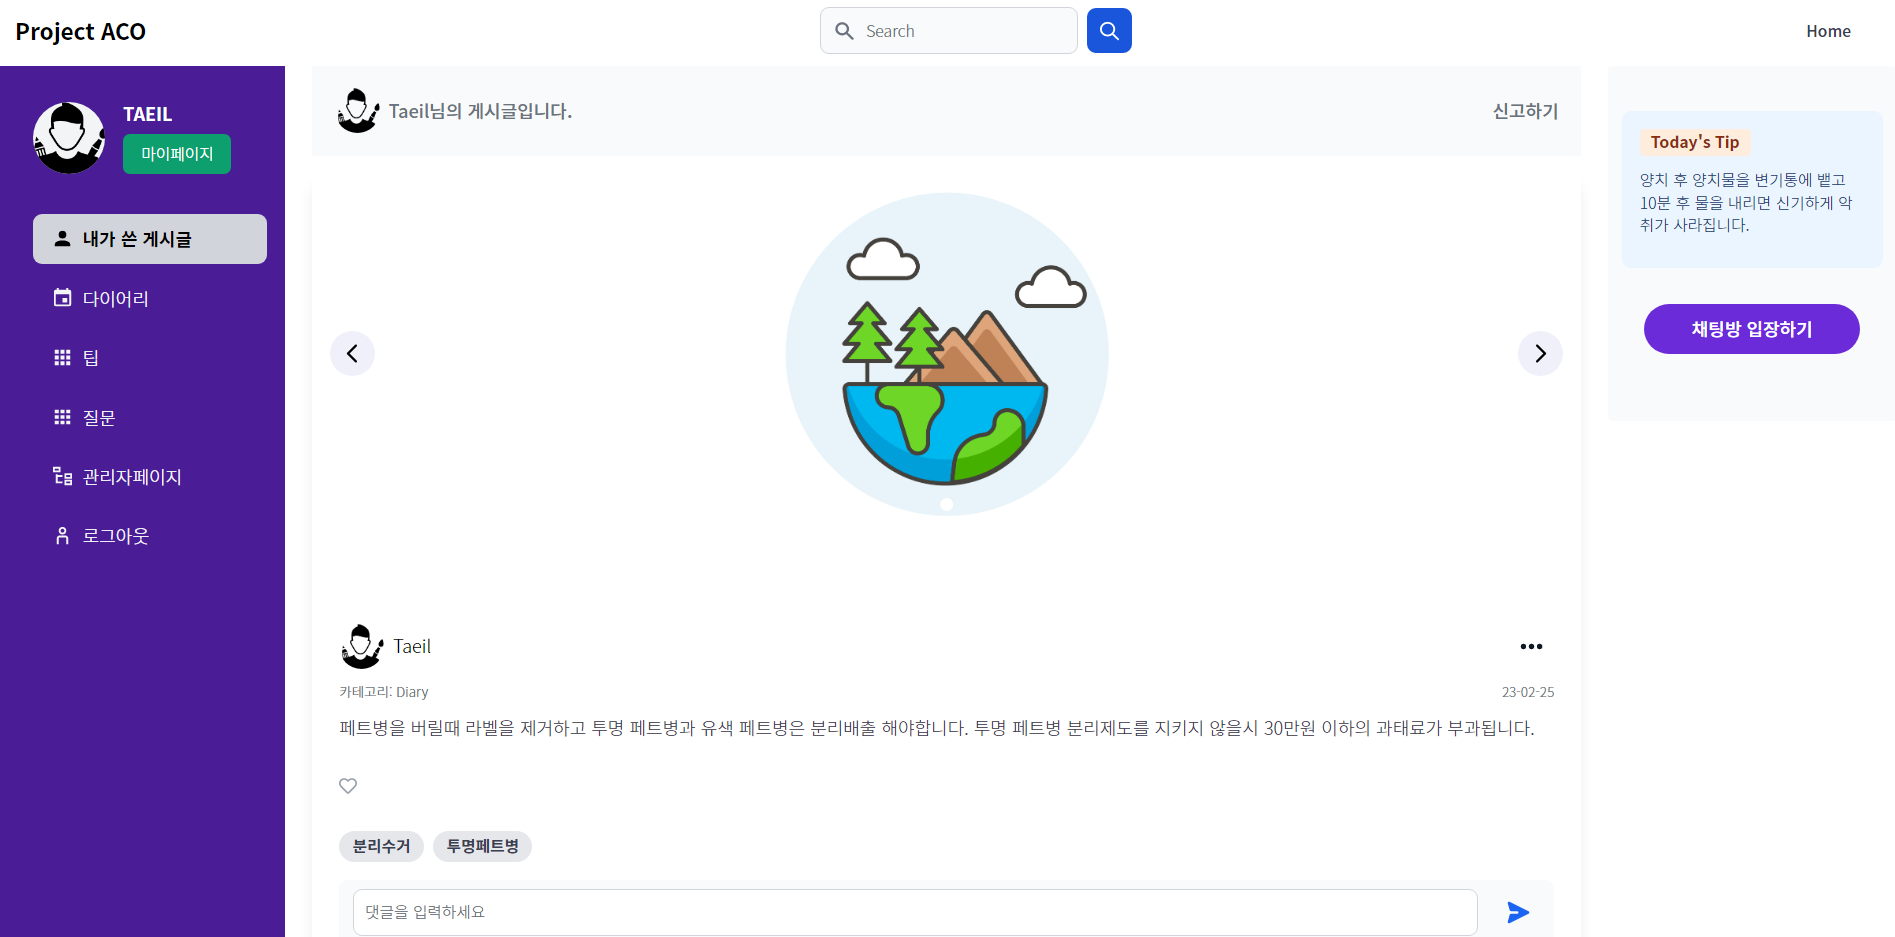 Project ACO
Search
Home
TAEIL
마이페이지
내가 쓴 게시글
다이어리
팁
질문
관리자페이지
로그아웃
Taeil님의 게시글입니다.
신고하기
Taeil
카테고리: Diary
23-02-25
페트병을 버릴때 라벨을 제거하고 투명 페트병과 유색 페트병은 분리배출 해야합니다. 투명 페트병 분리제도를 지키지 않을시 30만원 이하의 과태료가 부과됩니다.
분리수거
투명페트병
댓글을 입력하세요
Today's Tip
양치 후 양치물을 변기통에 뱉고
10분 후 물을 내리면 신기하게 악
취가 사라집니다.
채팅방 입장하기